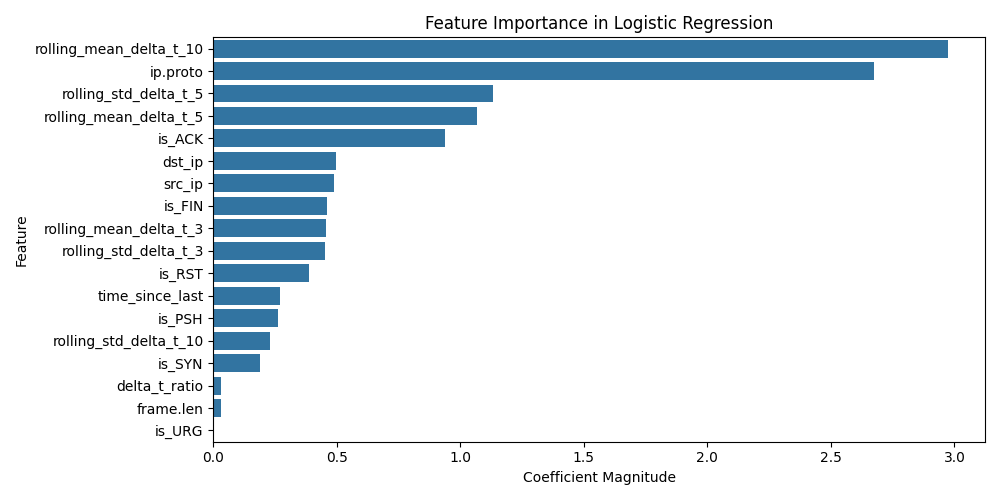 Feature Importance in Logistic Regression
rolling_mean_delta_t_10
ip.proto
rolling_std_delta_t_5
rolling_mean_delta_t_5
is_ACK
dst_ip
src_ip
is_FIN
rolling_mean_delta_t_3
rolling_std_delta_t_3
is_RST
time_since_last
is_PSH
rolling_std_delta_t_10
is_SYN
delta_t_ratio
frame.len
is_URG
Feature
0.0 0.5 1.0 1.5 2.0 2.5 3.0
Coefficient Magnitude